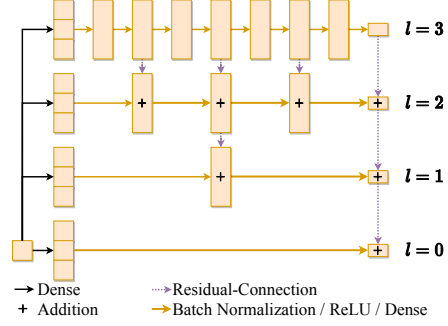 l = 3
+ + + + l = 2
+ + l = 1
+ l = 0
Dense Residual-Connection
+ Addition Batch Normalization / ReLU / Dense